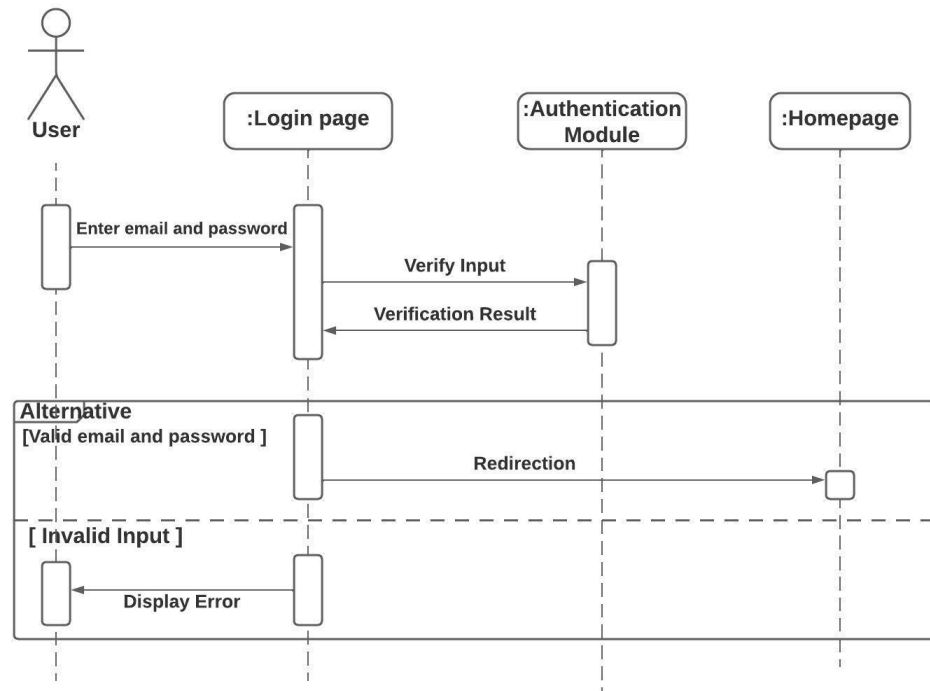 User
:Login page
:Authentication
Module
:Homepage
Enter email and password
Verify Input
Verification Result
Alternative
[Valid email and password ]
Redirection
[ Invalid Input ]
Display Error